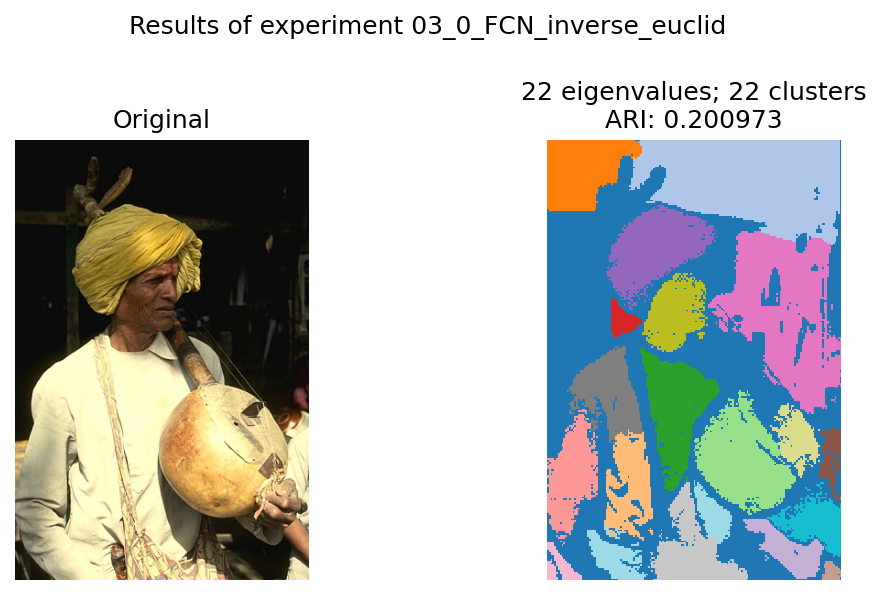 Results of experiment 03_0_FCN_inverse_euclid
Original
22 eigenvalues; 22 clusters
ARI: 0.200973